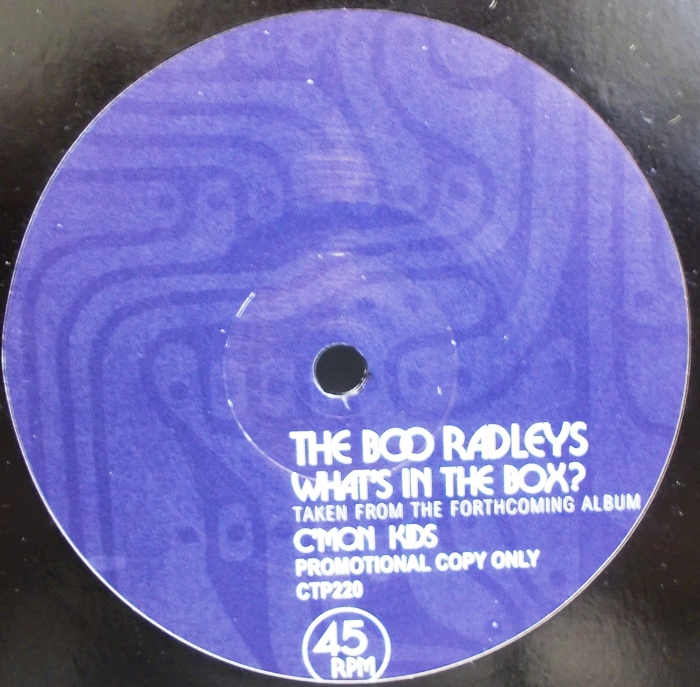 THE BOO RADLEYS
WHAT'S IN THE BOX?
TAKEN FROM THE FORTHCOMING ALBUM
C'MON KIDS
PROMOTIONAL COPY ONLY
CTP220
45
RPM